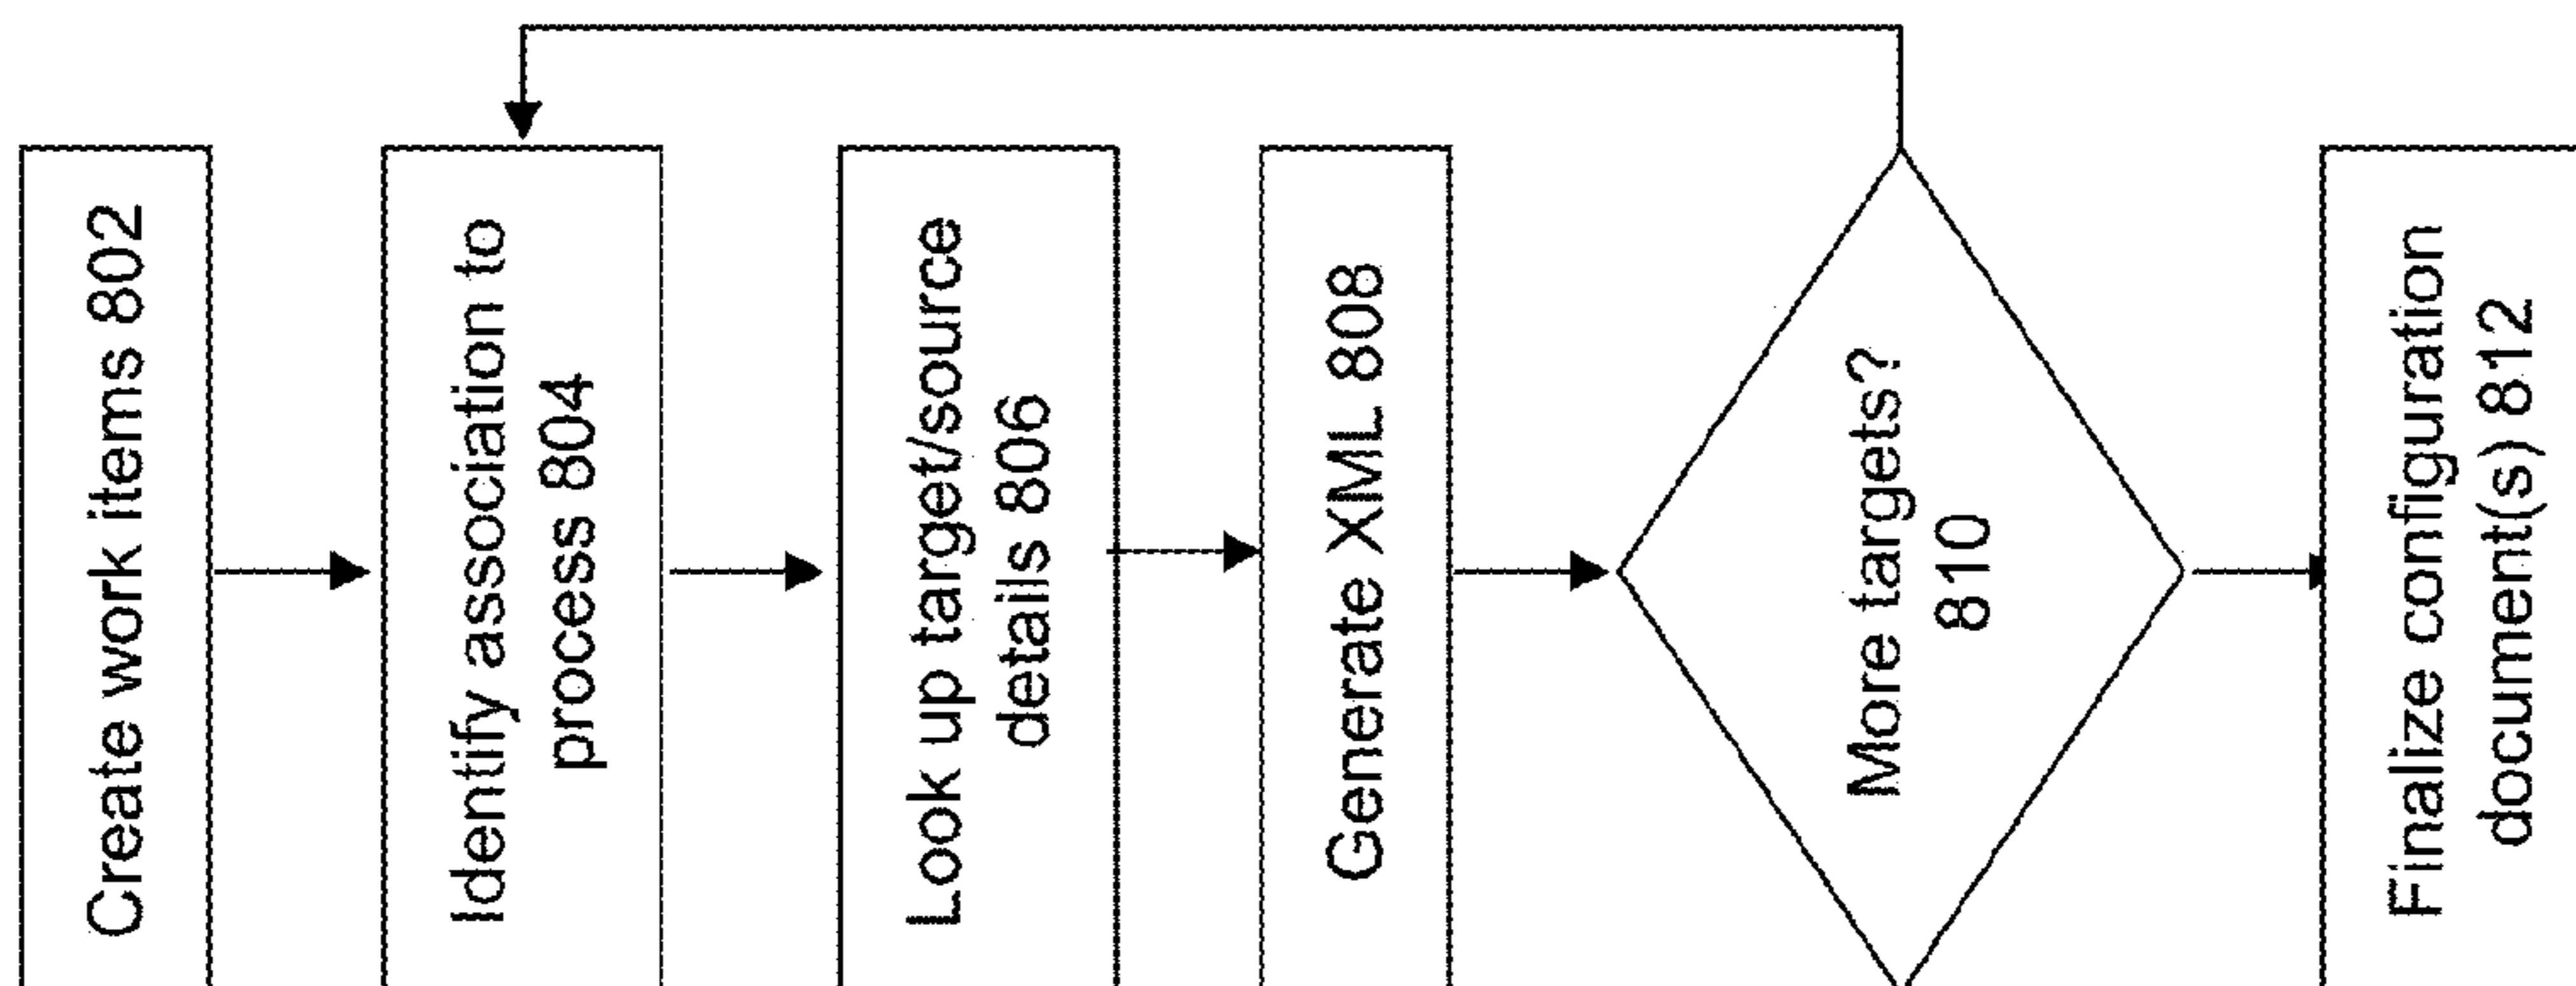 Create work items 802
Identify association to
process 804
Look up target/source
details 806
Generate XML 808
More targets?
810
Finalize configuration
document(s) 812